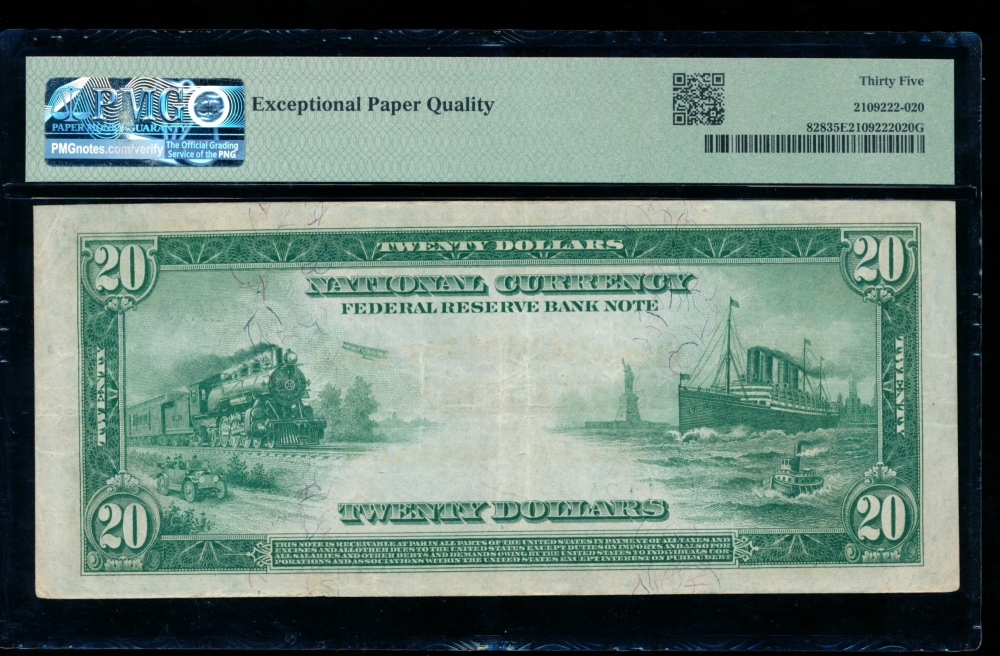 PMG
PAPER MONEY GUARANTY
PMGnotes.com/verify
The Official Grading
Service of the PNG
Exceptional Paper Quality
Thirty Five
2109222-020
82835E2109222020G
20 TWENTY DOLLARS 20
NATIONAL CURRENCY
FEDERAL RESERVE BANK NOTE
TWENTY
TWENTY
TWENTY DOLLARS
20 20
THIS NOTE IS RECEIVABLE AT PAR IN ALL PARTS OF THE UNITED STATES IN PAYMENT OF ALL TAXES AND
EXCISES AND ALL OTHER DUES TO THE UNITED STATES EXCEPT DUTIES ON IMPORTS AND ALSO FOR
ALL SALARIES AND OTHER DEBTS AND DEMANDS OWING BY THE UNITED STATES TO INDIVIDUALS COR-
PORATIONS AND ASSOCIATIONS WITHIN THE UNITED STATES EXCEPT INTEREST ON PUBLIC DEBT